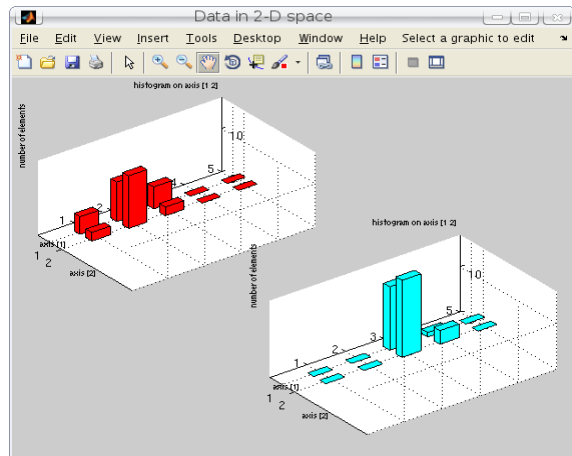 Data in 2-D space
File Edit View Insert Tools Desktop Window Help Select a graphic to edit
histogram on axis [1 2]
number of elements
10
5
4
2
1
axis [1]
1
2
axis [2]
histogram on axis [1 2]
number of elements
10
5
3
2
1
axis [1]
1
2
axis [2]